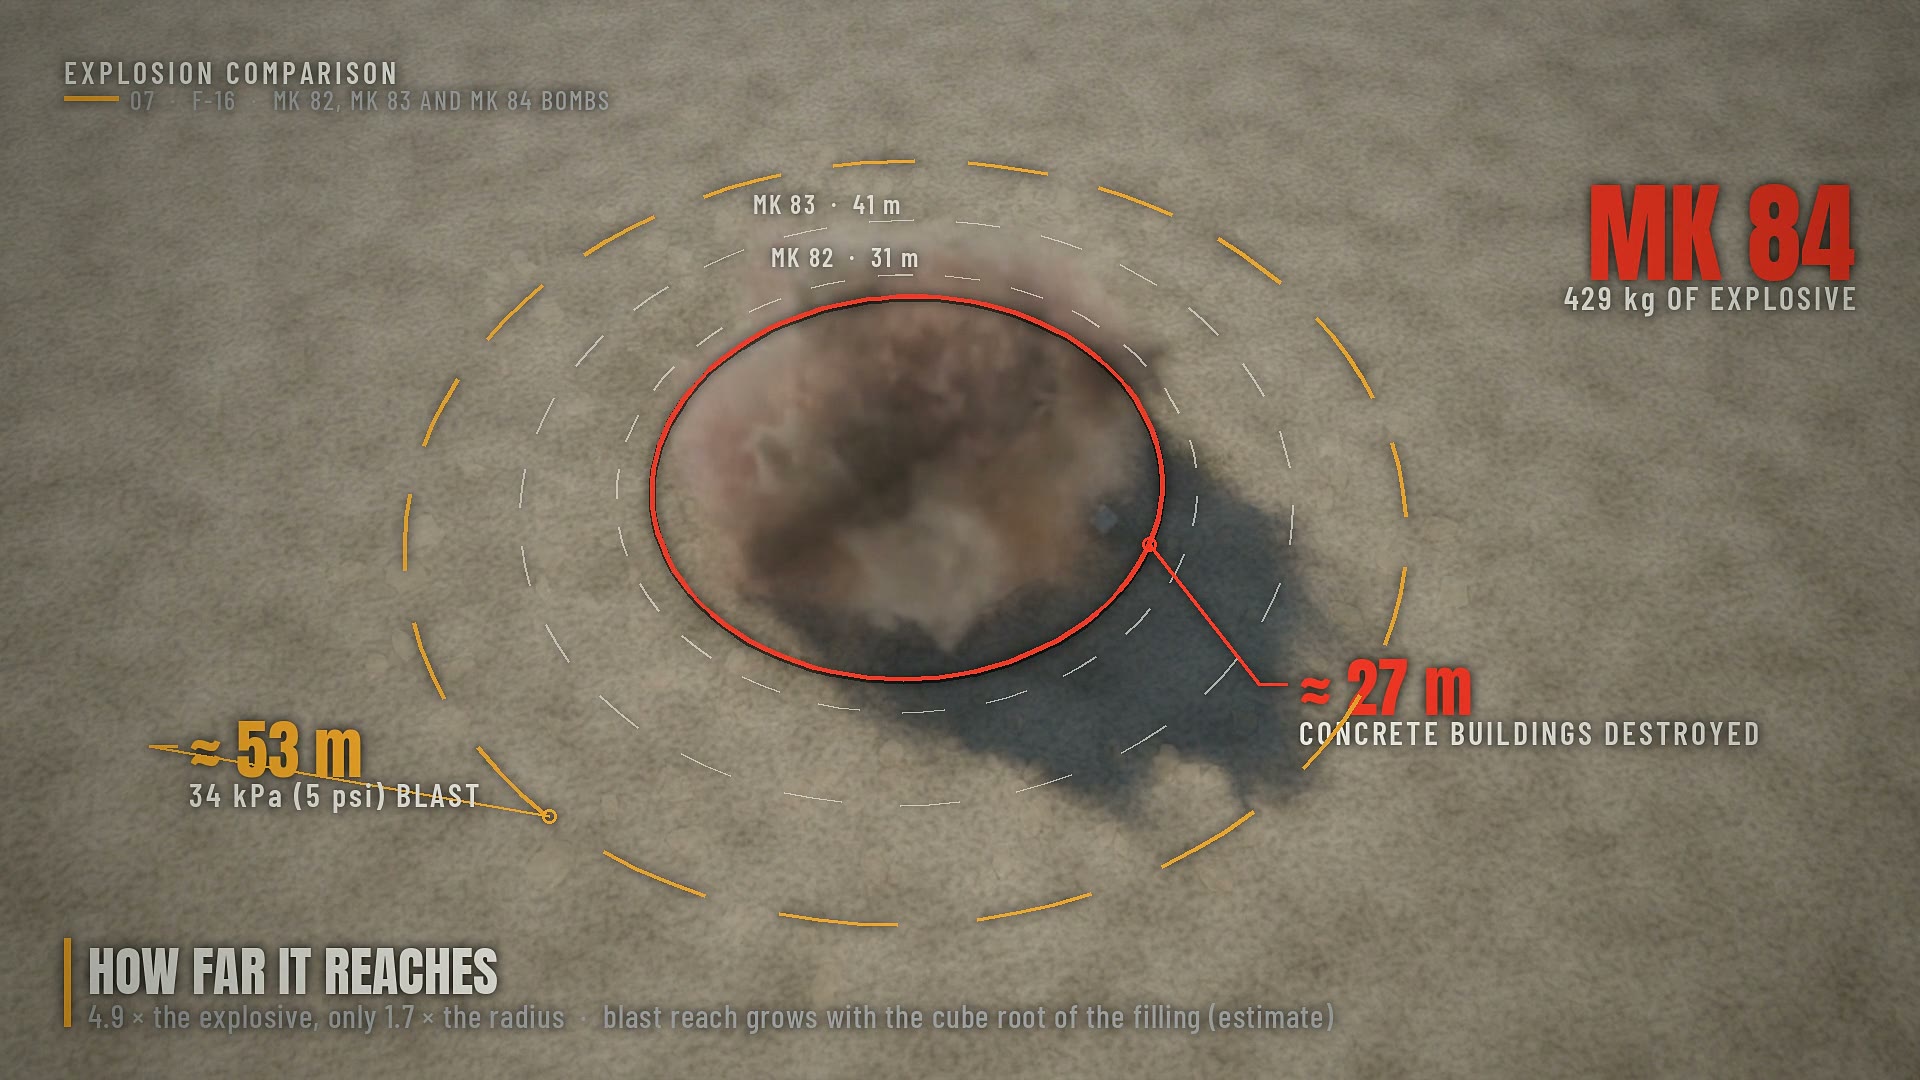 EXPLOSION COMPARISON
07 · F-16 · MK 82, MK 83 AND MK 84 BOMBS
MK 83 · 41 m
MK 82 · 31 m
MK 84
429 kg OF EXPLOSIVE
≈ 27 m
CONCRETE BUILDINGS DESTROYED
≈ 53 m
34 kPa (5 psi) BLAST
HOW FAR IT REACHES
4.9 × the explosive, only 1.7 × the radius · blast reach grows with the cube root of the filling (estimate)